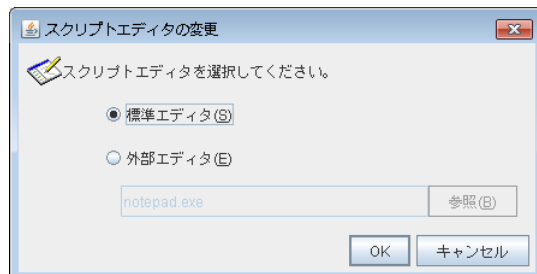 スクリプトエディタの変更
スクリプトエディタを選択してください。
標準エディタ(S)
外部エディタ(E)
notepad.exe 参照(B)
OK キャンセル